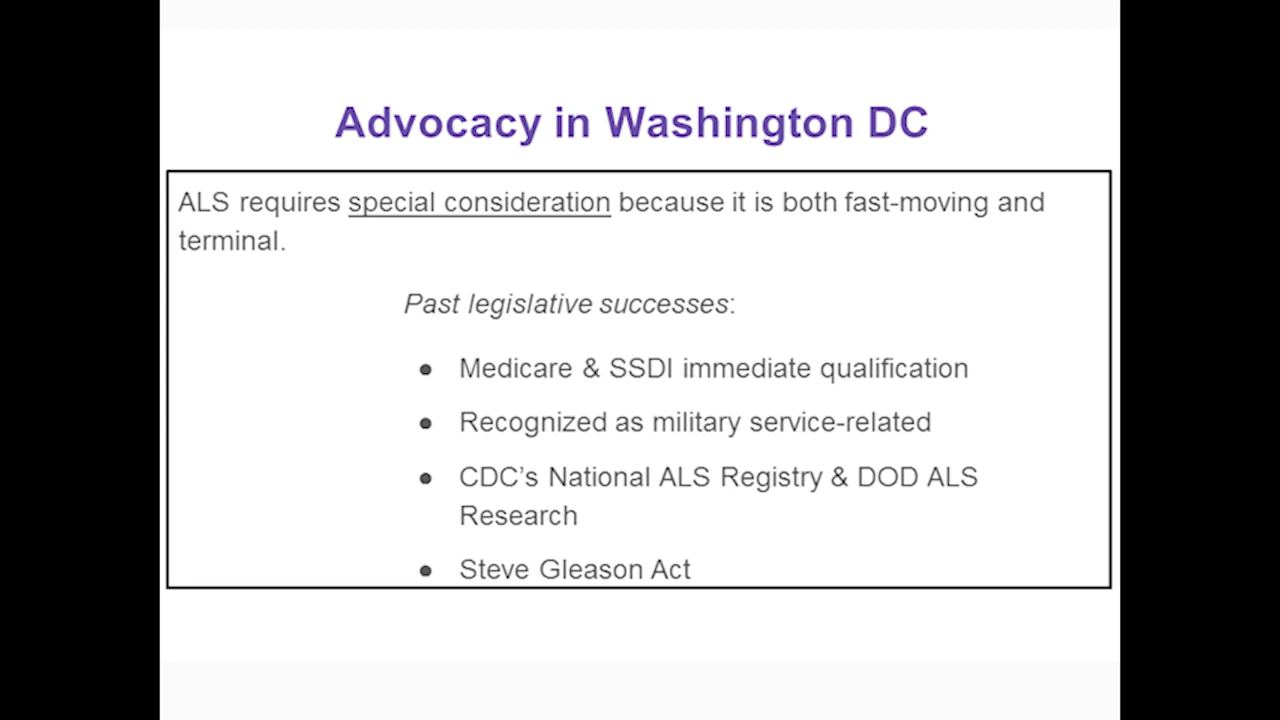 Advocacy in Washington DC
ALS requires special consideration because it is both fast-moving and
terminal.
Past legislative successes:
● Medicare & SSDI immediate qualification
● Recognized as military service-related
● CDC’s National ALS Registry & DOD ALS
Research
● Steve Gleason Act